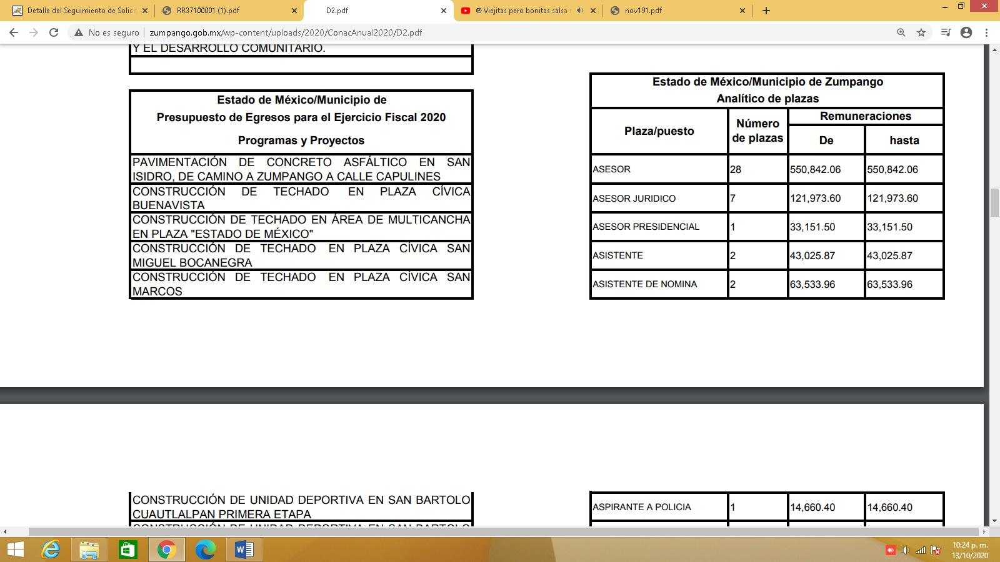 Detalle del Seguimiento de Solicit
RR37100001 (1).pdf
D2.pdf
® Viejitas pero bonitas salsa
nov191.pdf
No es seguro
zumpango.gob.mx/wp-content/uploads/2020/ConacAnual2020/D2.pdf
Y EL DESARROLLO COMUNITARIO.
Estado de México/Municipio de
Presupuesto de Egresos para el Ejercicio Fiscal 2020
Programas y Proyectos
PAVIMENTACIÓN DE CONCRETO ASFÁLTICO EN SAN
ISIDRO, DE CAMINO A ZUMPANGO A CALLE CAPULINES
CONSTRUCCIÓN DE TECHADO EN PLAZA CÍVICA
BUENAVISTA
CONSTRUCCIÓN DE TECHADO EN ÁREA DE MULTICANCHA
EN PLAZA "ESTADO DE MÉXICO"
CONSTRUCCIÓN DE TECHADO EN PLAZA CÍVICA SAN
MIGUEL BOCANEGRA
CONSTRUCCIÓN DE TECHADO EN PLAZA CÍVICA SAN
MARCOS
Estado de México/Municipio de Zumpango
Analítico de plazas
Plaza/puesto
Número
de plazas
Remuneraciones
De
hasta
ASESOR 28 550,842.06 550,842.06
ASESOR JURIDICO 7 121,973.60 121,973.60
ASESOR PRESIDENCIAL 1 33,151.50 33,151.50
ASISTENTE 2 43,025.87 43,025.87
ASISTENTE DE NOMINA 2 63,533.96 63,533.96
CONSTRUCCIÓN DE UNIDAD DEPORTIVA EN SAN BARTOLO
CUAUTLALPAN PRIMERA ETAPA
CONSTRUCCIÓN DE UNIDAD DEPORTIVA EN SAN BARTOLO
ASPIRANTE A POLICIA 1 14,660.40 14,660.40
10:24 p. m.
13/10/2020